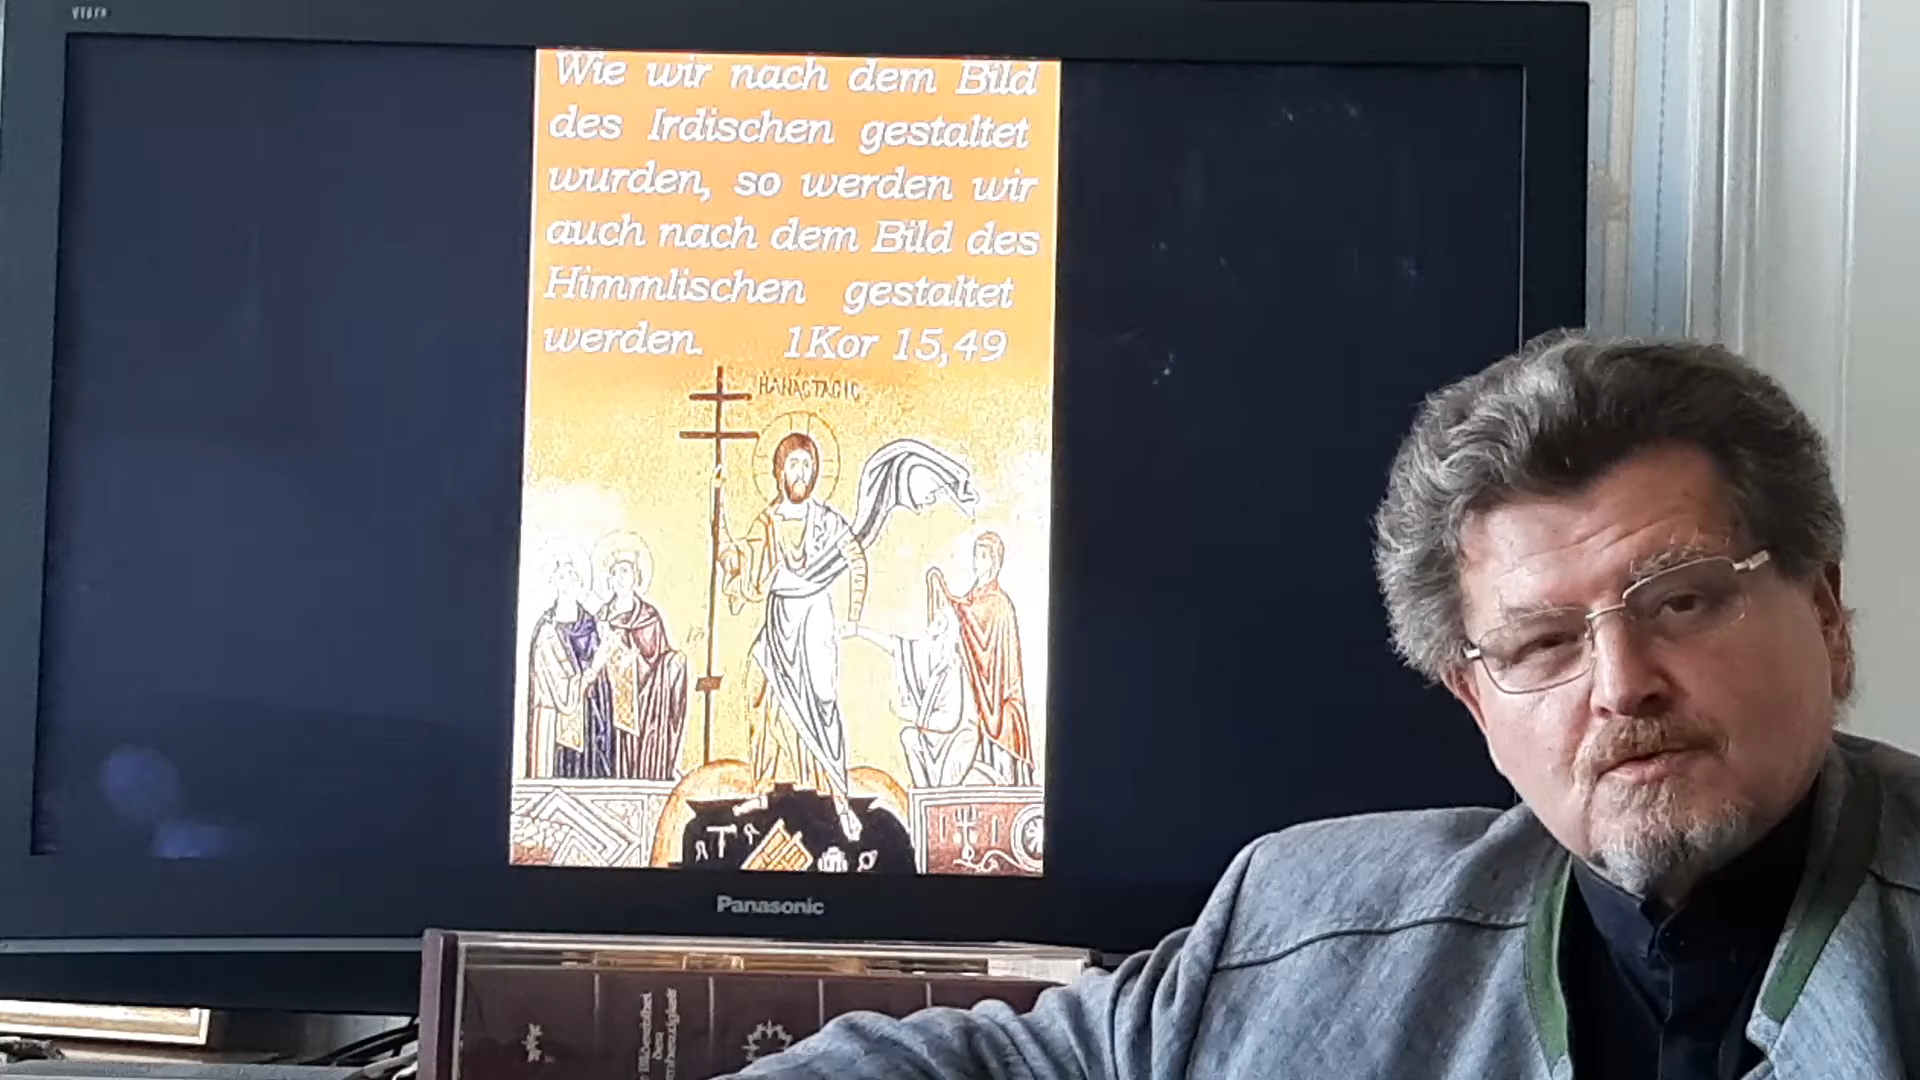 VIERA
Wie wir nach dem Bild
des Irdischen gestaltet
wurden, so werden wir
auch nach dem Bild des
Himmlischen gestaltet
werden. 1Kor 15,49
Panasonic